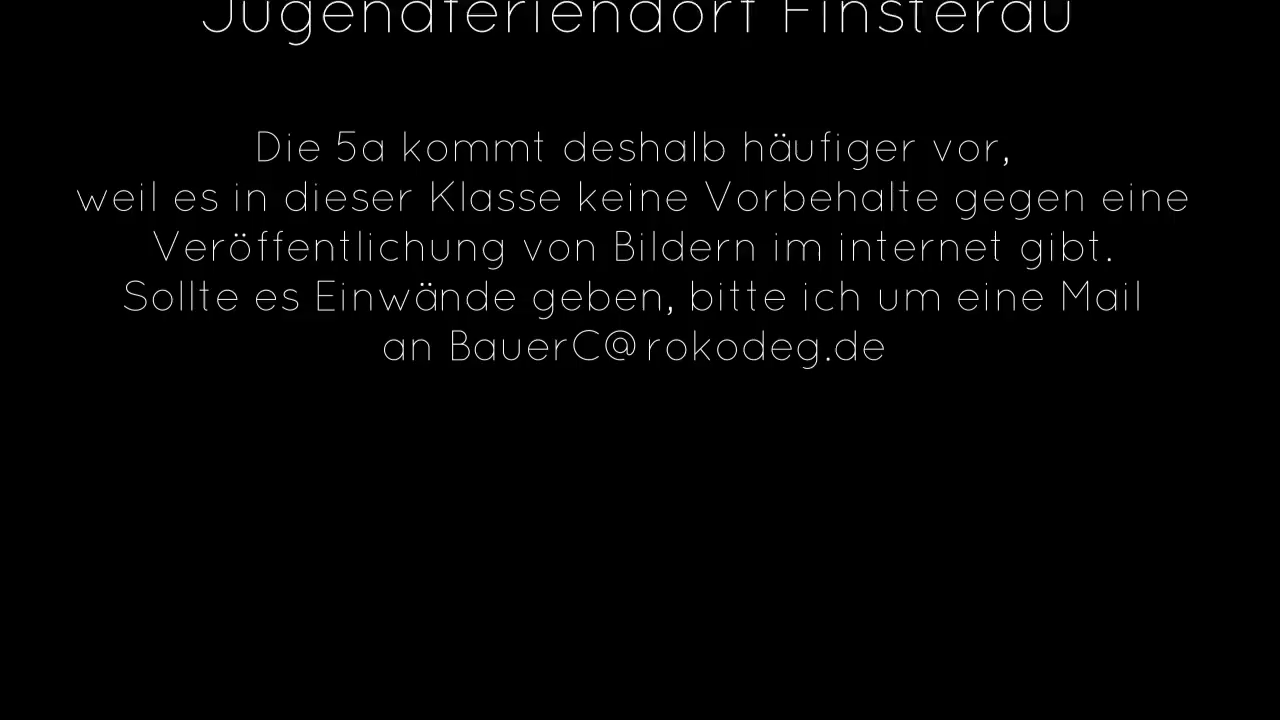 Jugendferiendorf Finsterau
Die 5a kommt deshalb häufiger vor,
weil es in dieser Klasse keine Vorbehalte gegen eine
Veröffentlichung von Bildern im internet gibt.
Sollte es Einwände geben, bitte ich um eine Mail
an BauerC@rokodeg.de